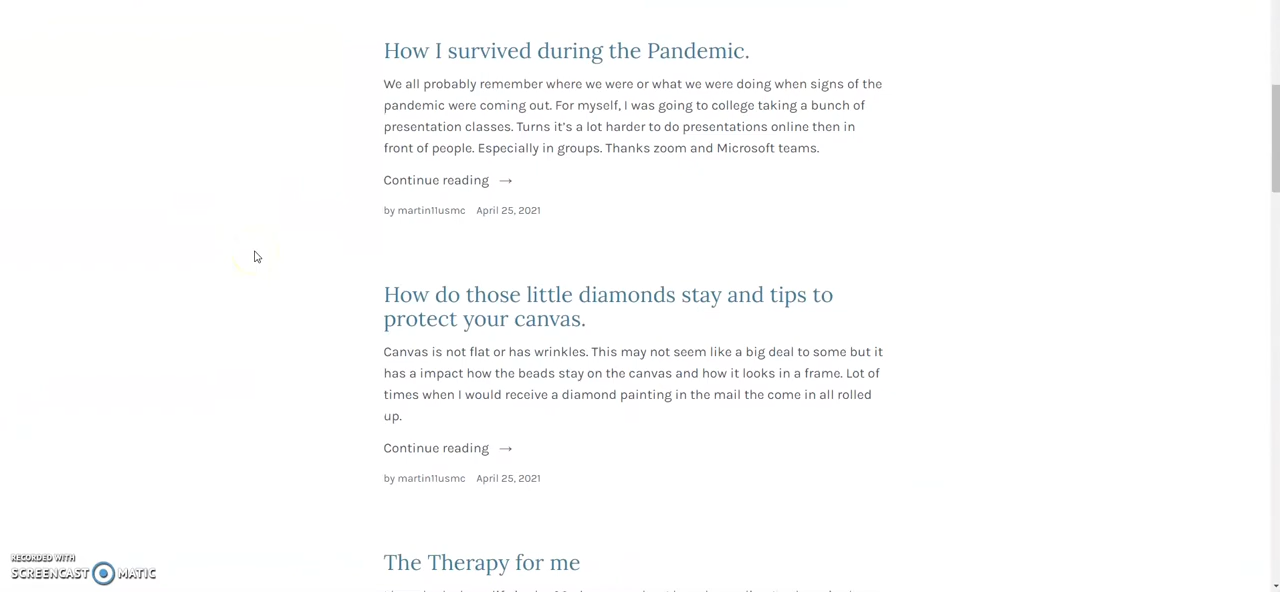 How I survived during the Pandemic.
We all probably remember where we were or what we were doing when signs of the
pandemic were coming out. For myself, I was going to college taking a bunch of
presentation classes. Turns it's a lot harder to do presentations online then in
front of people. Especially in groups. Thanks zoom and Microsoft teams.
Continue reading →
by martin11usmc April 25, 2021
How do those little diamonds stay and tips to
protect your canvas.
Canvas is not flat or has wrinkles. This may not seem like a big deal to some but it
has a impact how the beads stay on the canvas and how it looks in a frame. Lot of
times when I would receive a diamond painting in the mail the come in all rolled
up.
Continue reading →
by martin11usmc April 25, 2021
The Therapy for me
RECORDED WITH
SCREENCAST MATIC